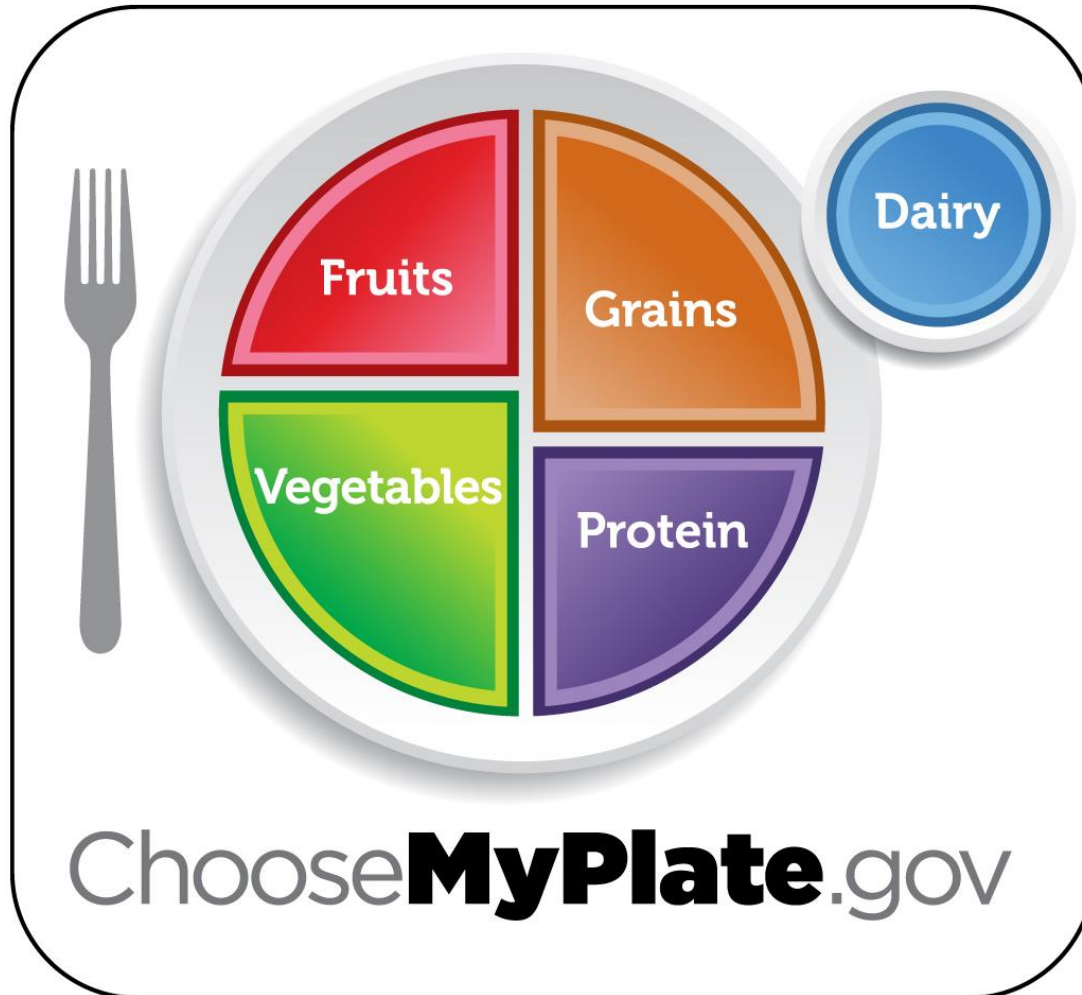 Fruits
Grains
Dairy
Vegetables
Protein
ChooseMyPlate.gov